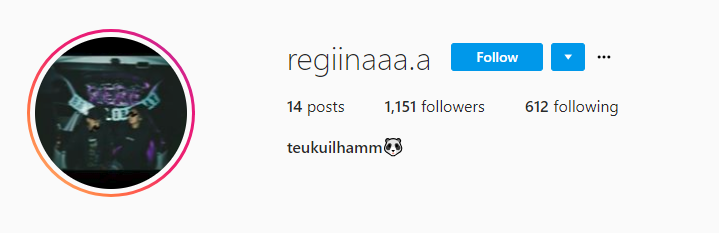 regiinaaa.a Follow
14 posts 1,151 followers 612 following
teukuilhamm🐼